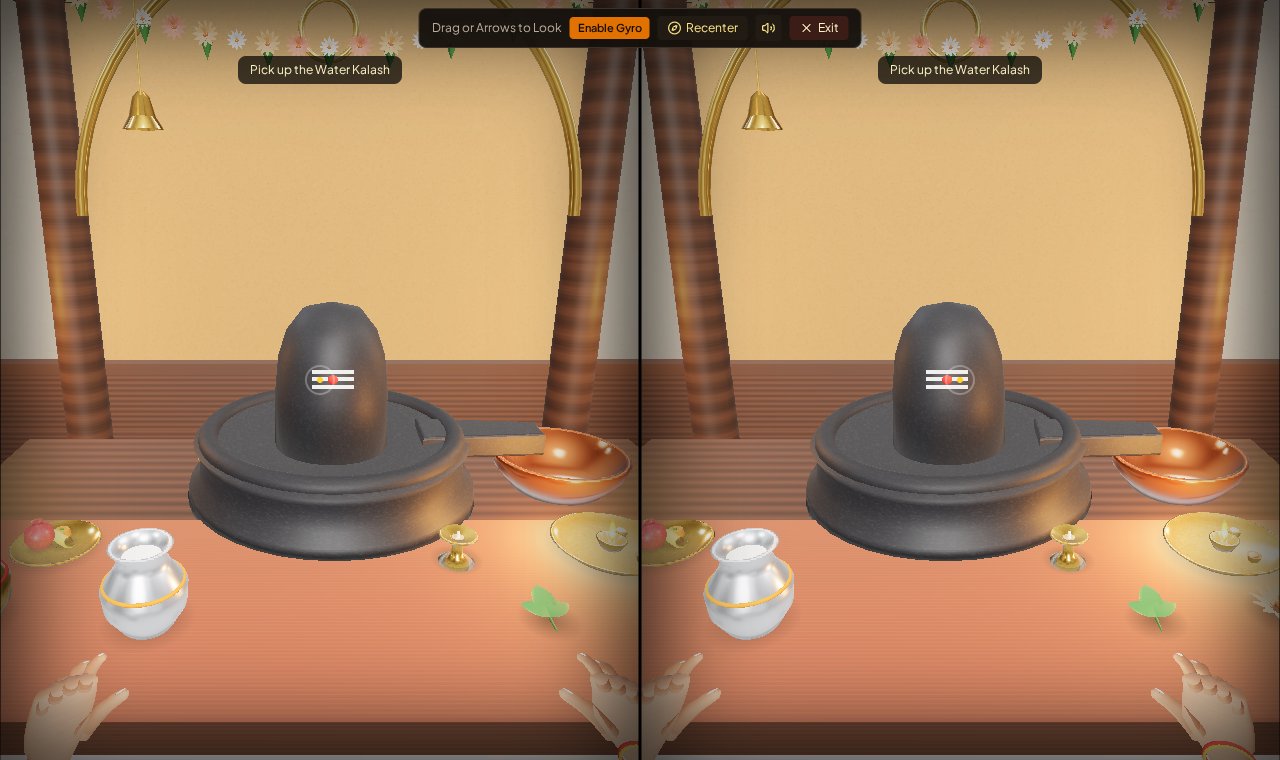 Drag or Arrows to Look Enable Gyro Recenter Exit
Pick up the Water Kalash Pick up the Water Kalash